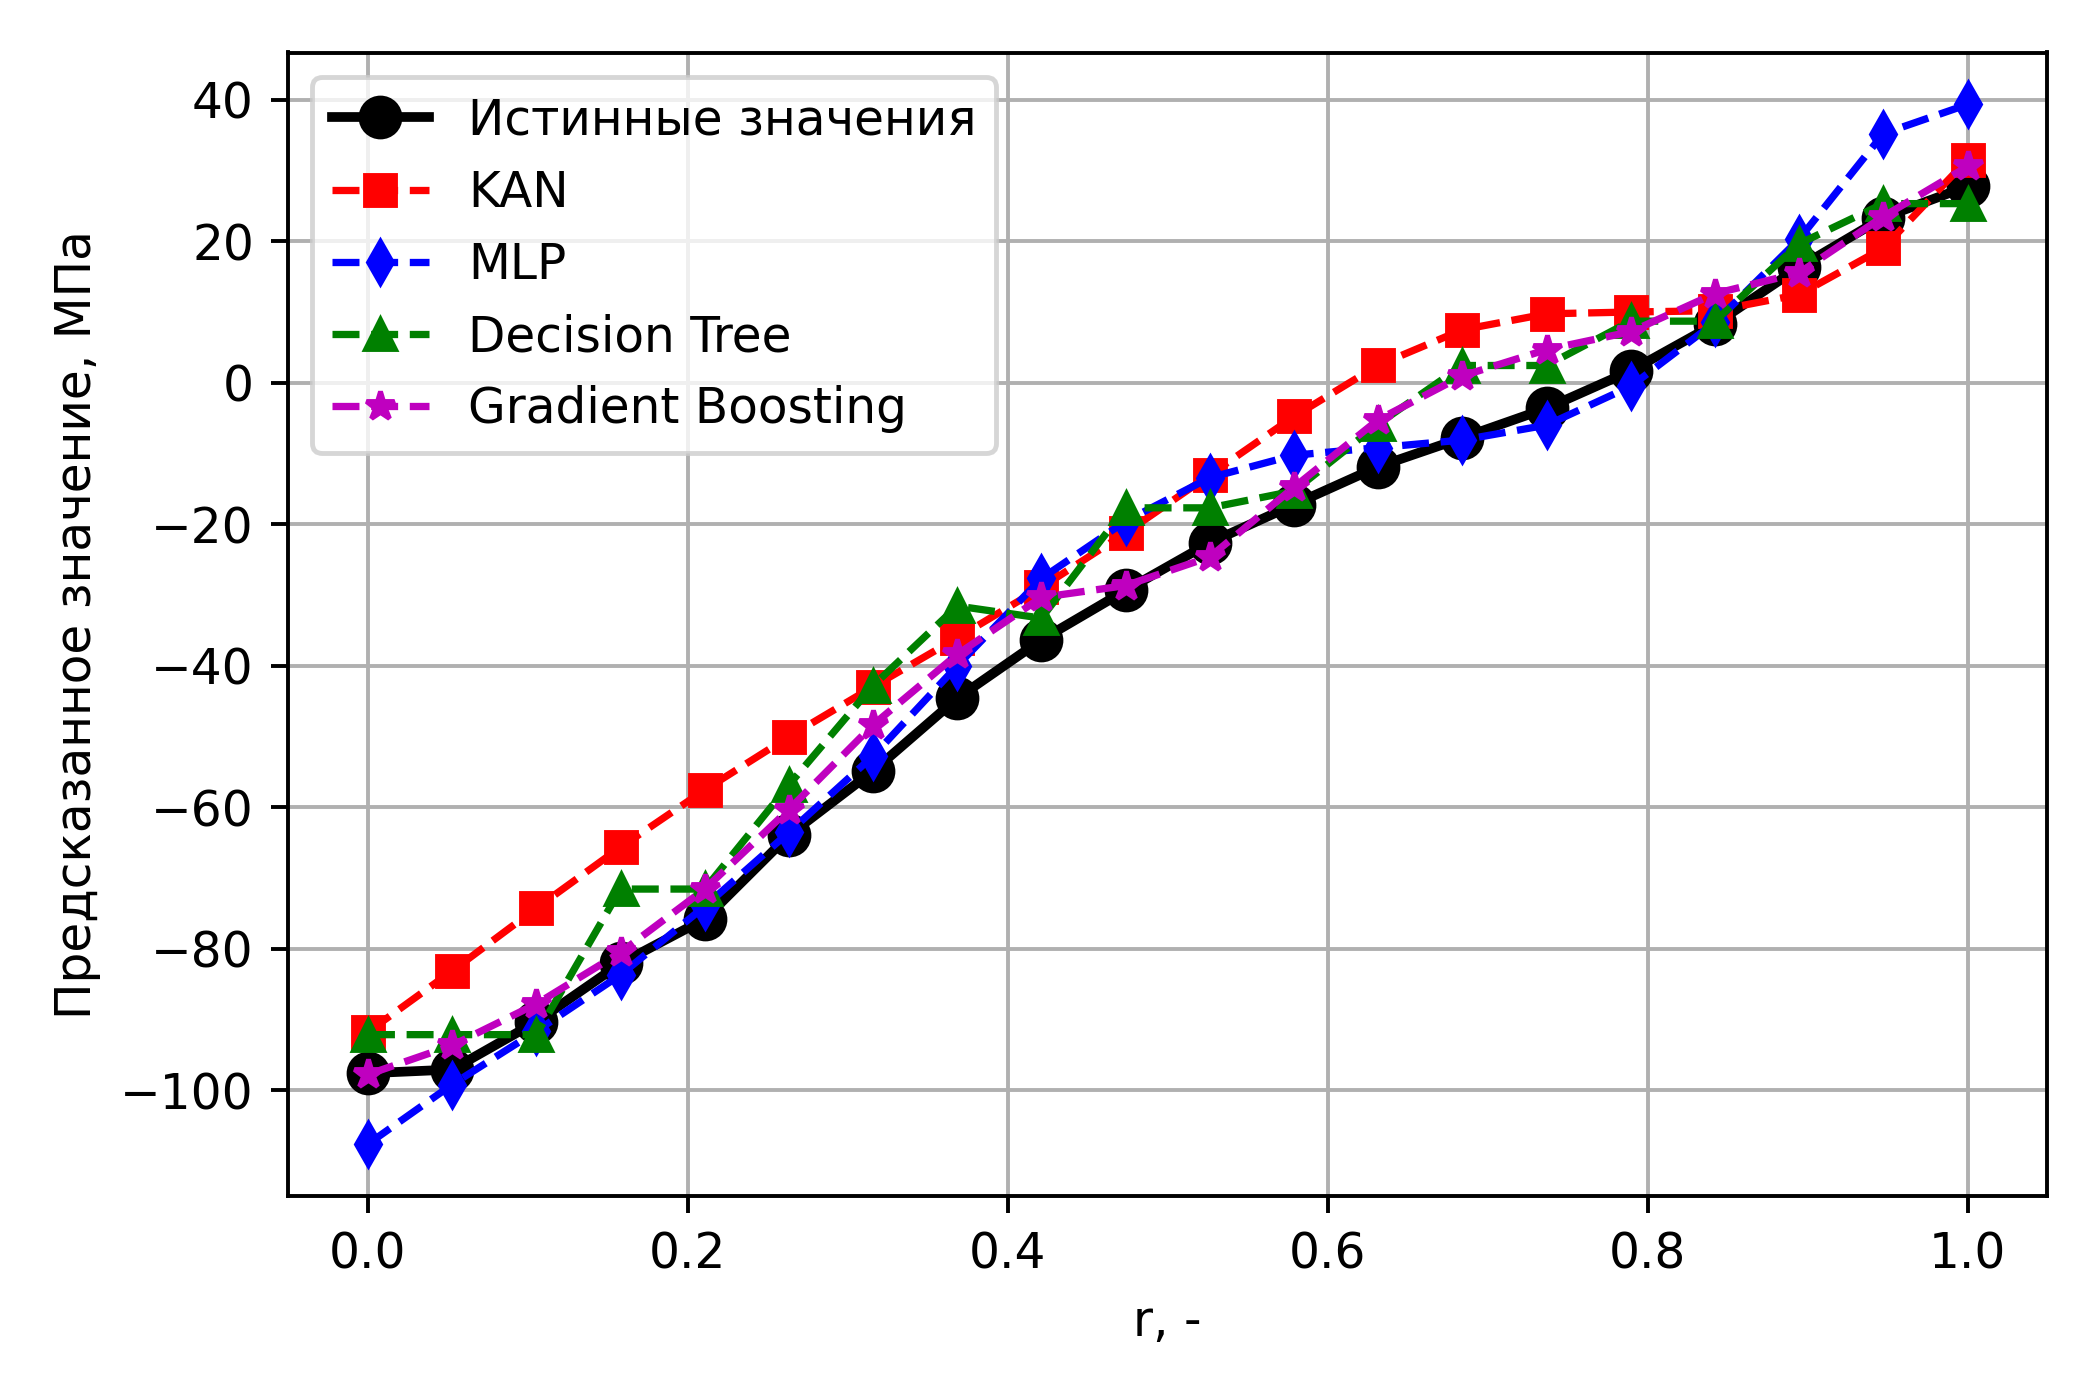 Предсказанное значение, МПа
40
20
0
−20
−40
−60
−80
−100
Истинные значения
KAN
MLP
Decision Tree
Gradient Boosting
0.0 0.2 0.4 0.6 0.8 1.0
r, -